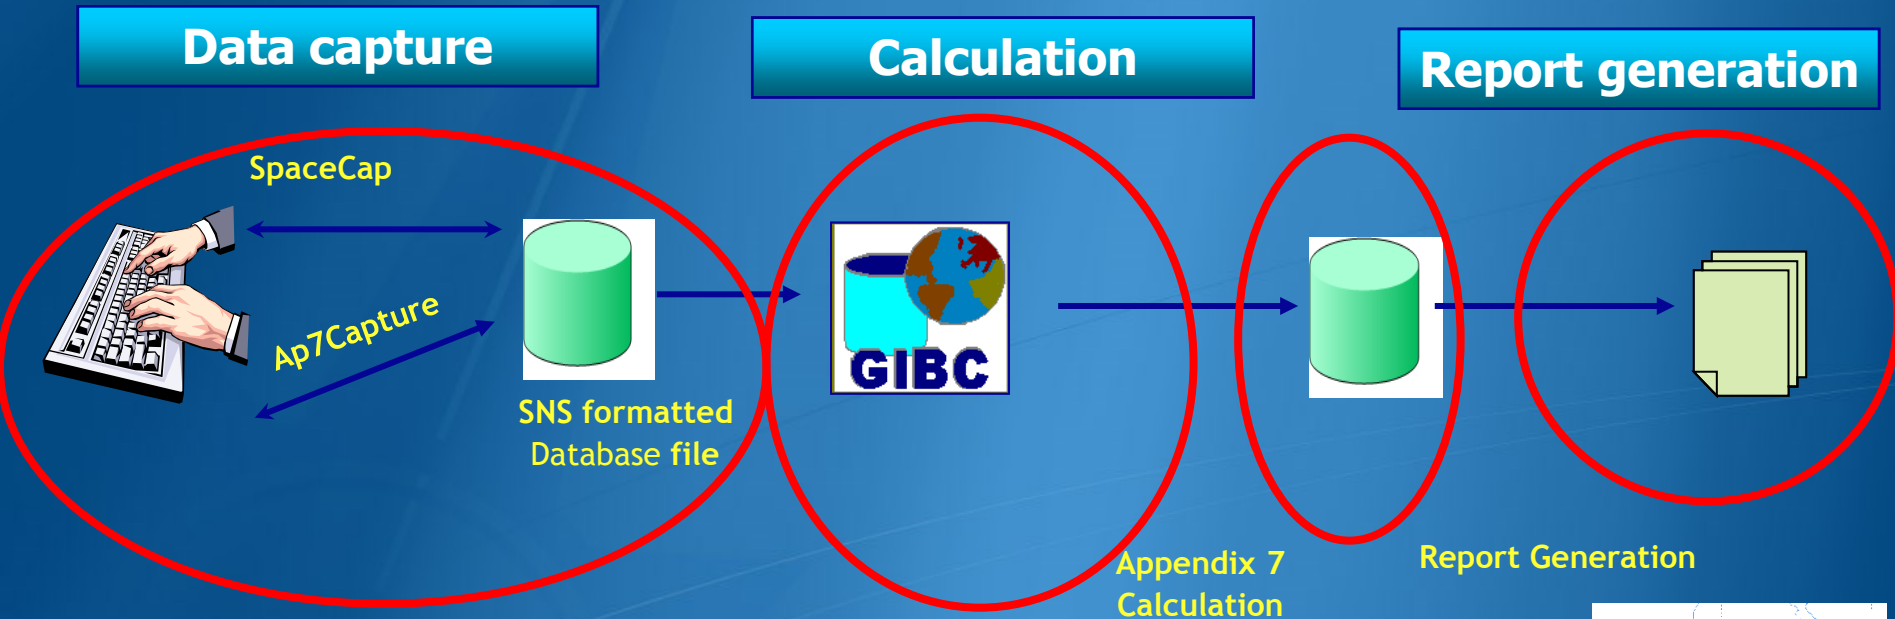 Data capture
Calculation
Report generation
SpaceCap
Ap7Capture
GIBC
SNS formatted
Database file
Appendix 7
Calculation
Report Generation